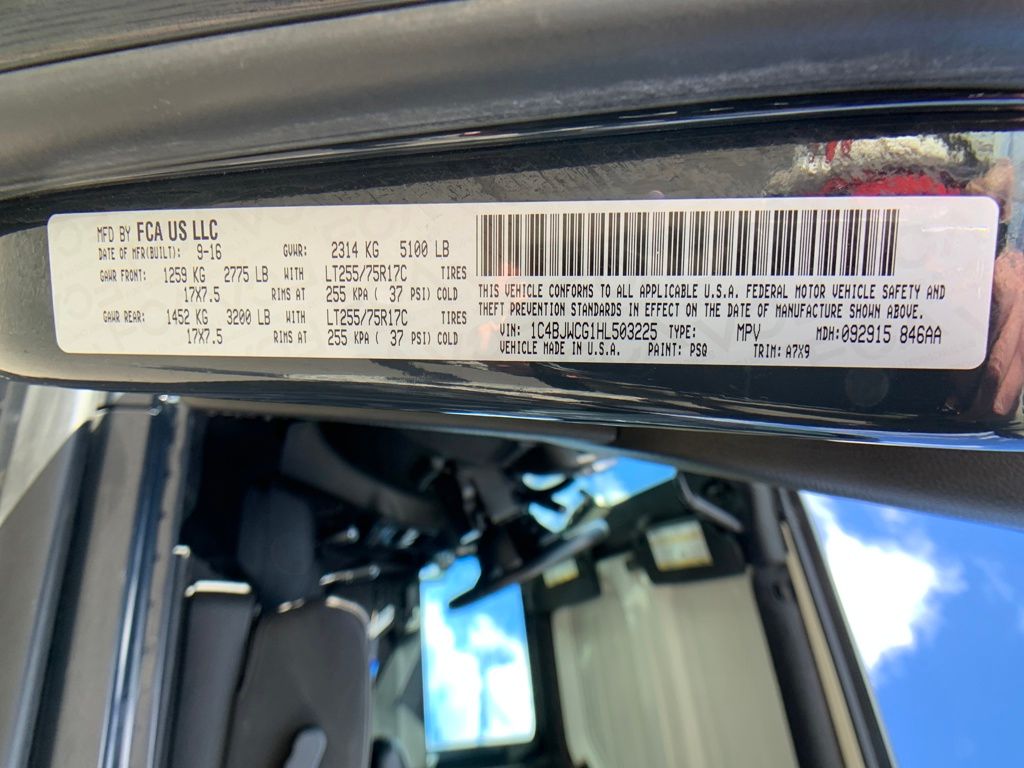 MFD BY FCA US LLC
DATE OF MFR(BUILT): 9-16 GVWR: 2314 KG 5100 LB
GAWR FRONT: 1259 KG 2775 LB WITH LT255/75R17C TIRES
17X7.5 RIMS AT 255 KPA ( 37 PSI) COLD
GAWR REAR: 1452 KG 3200 LB WITH LT255/75R17C TIRES
17X7.5 RIMS AT 255 KPA ( 37 PSI) COLD
THIS VEHICLE CONFORMS TO ALL APPLICABLE U.S.A. FEDERAL MOTOR VEHICLE SAFETY AND
THEFT PREVENTION STANDARDS IN EFFECT ON THE DATE OF MANUFACTURE SHOWN ABOVE.
VIN: 1C4BJWCG1HL503225 TYPE: MPV MDH:092915 846AA
VEHICLE MADE IN U.S.A. PAINT: PSQ TRIM: A7X9